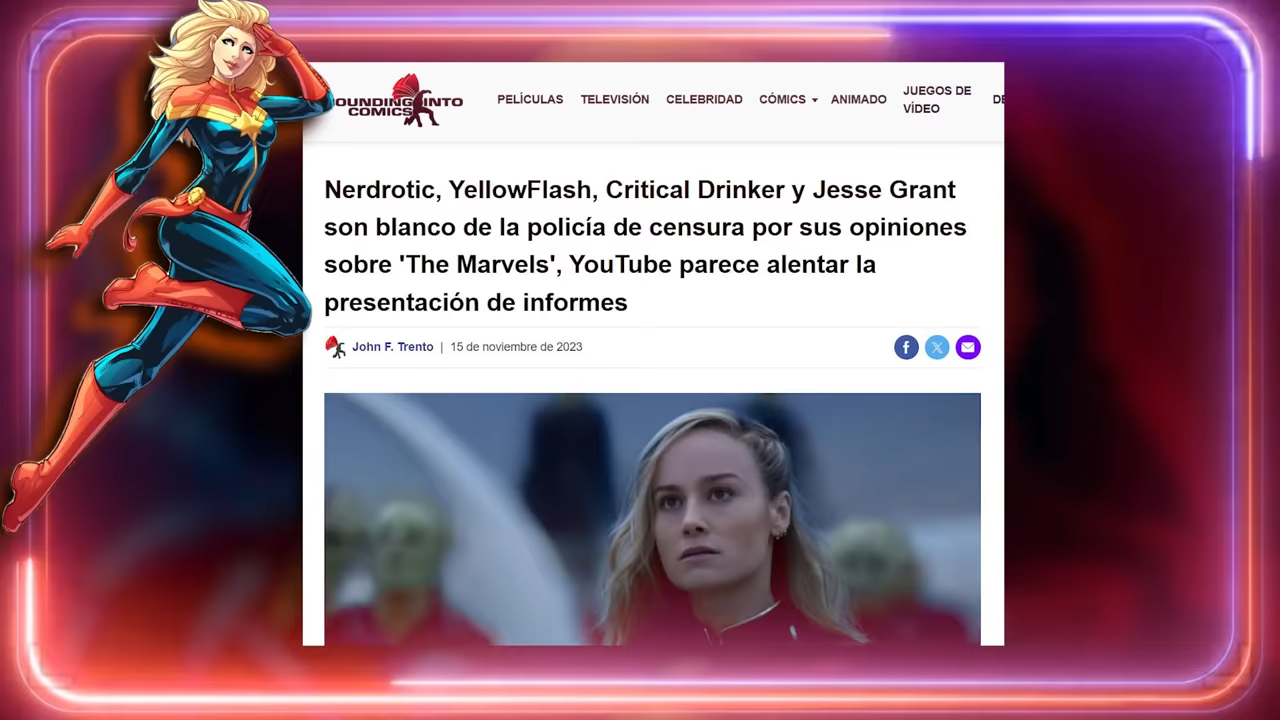 OUNDING INTO
COMICS
PELÍCULAS TELEVISIÓN CELEBRIDAD CÓMICS ANIMADO JUEGOS DE VÍDEO DE
Nerdrotic, YellowFlash, Critical Drinker y Jesse Grant
son blanco de la policía de censura por sus opiniones
sobre 'The Marvels', YouTube parece alentar la
presentación de informes
John F. Trento | 15 de noviembre de 2023